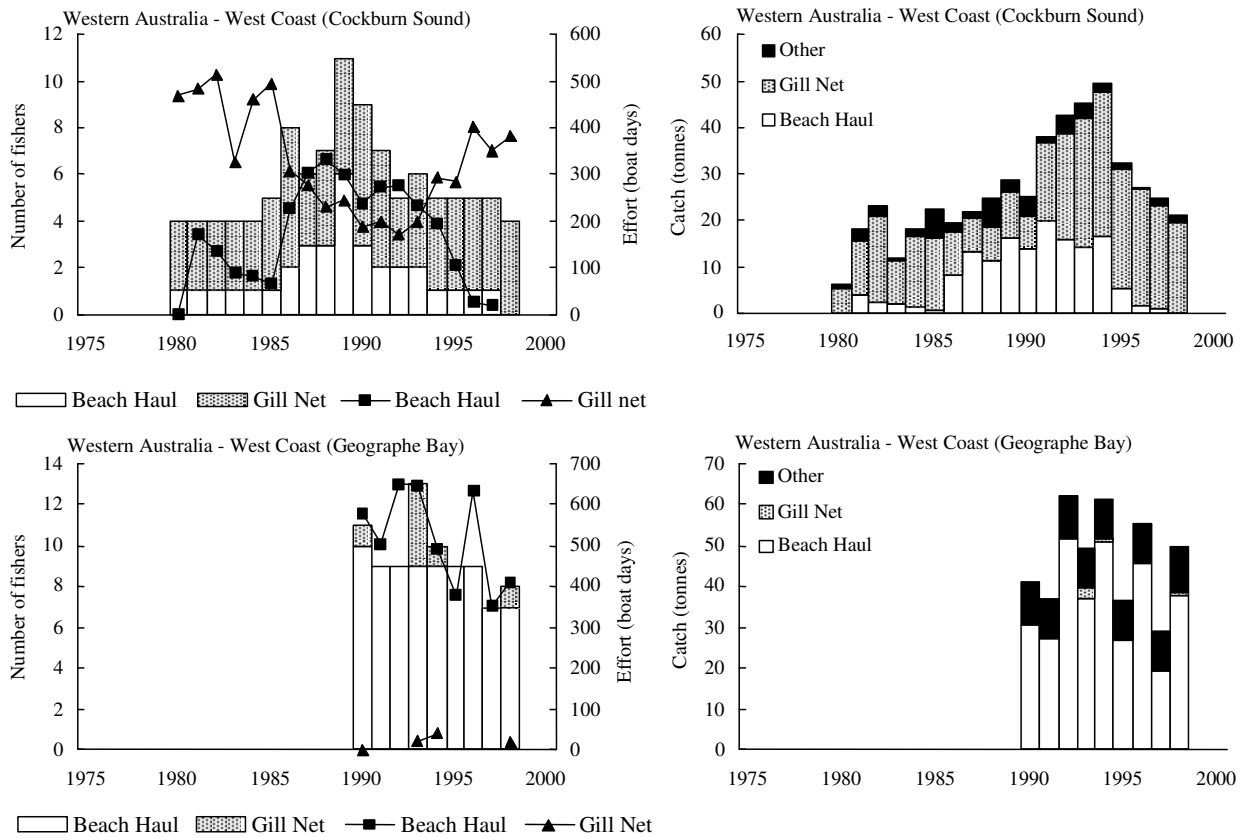 Western Australia - West Coast (Cockburn Sound)
12
10
8
6
4
2
0
Number of fishers
600
500
400
300
200
100
0
Effort (boat days)
1975 1980 1985 1990 1995 2000
Beach Haul Gill Net Beach Haul Gill net
Western Australia - West Coast (Cockburn Sound)
60
50
40
30
20
10
0
Catch (tonnes)
Other
Gill Net
Beach Haul
1975 1980 1985 1990 1995 2000
Western Australia - West Coast (Geographe Bay)
14
12
10
8
6
4
2
0
Number of fishers
700
600
500
400
300
200
100
0
Effort (boat days)
1975 1980 1985 1990 1995 2000
Beach Haul Gill Net Beach Haul Gill Net
Western Australia - West Coast (Geographe Bay)
70
60
50
40
30
20
10
0
Catch (tonnes)
Other
Gill Net
Beach Haul
1975 1980 1985 1990 1995 2000